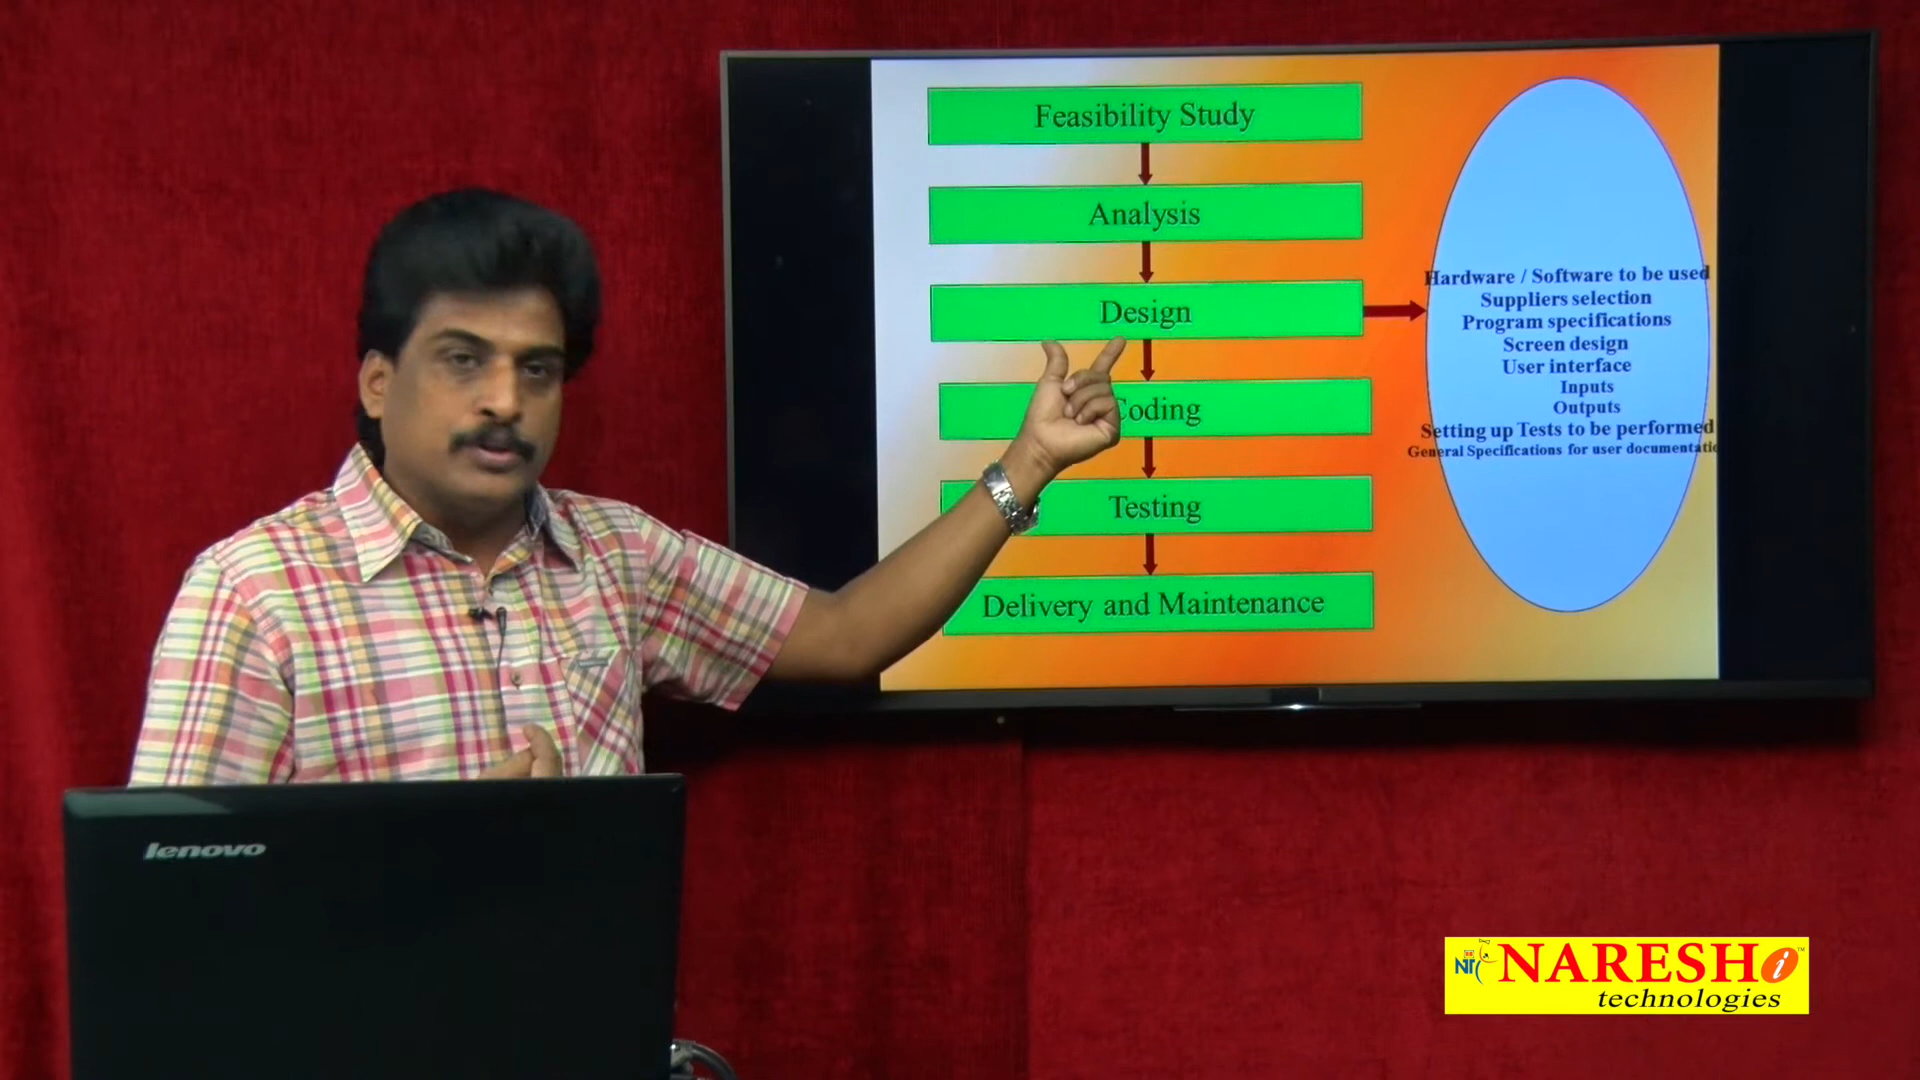 Feasibility Study
Analysis
Design
Coding
Testing
Delivery and Maintenance
Hardware / Software to be used
Suppliers selection
Program specifications
Screen design
User interface
Inputs
Outputs
Setting up Tests to be performed
General Specifications for user documentatio
lenovo
NARESH i ™
technologies